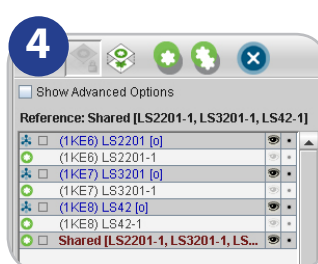 4
Show Advanced Options
Reference: Shared [LS2201-1, LS3201-1, LS42-1]
(1KE6) LS2201 [o]
(1KE6) LS2201-1
(1KE7) LS3201 [o]
(1KE7) LS3201-1
(1KE8) LS42 [o]
(1KE8) LS42-1
Shared [LS2201-1, LS3201-1, LS...